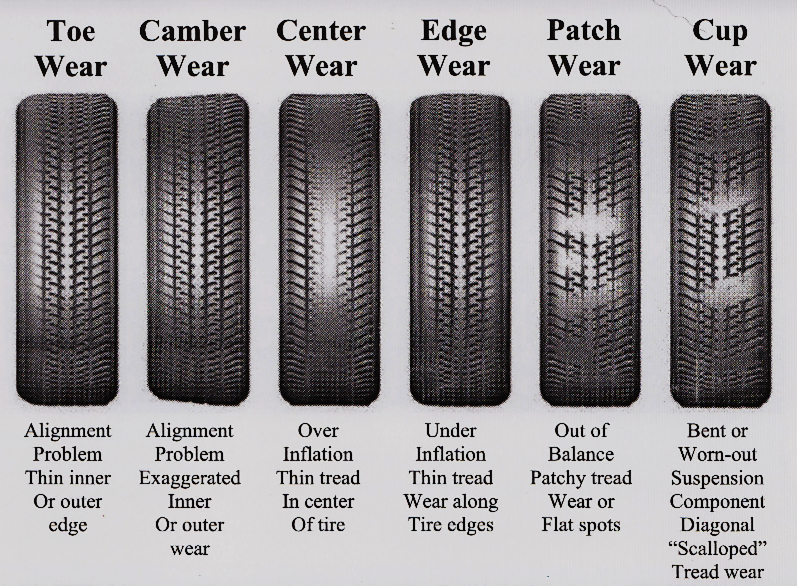 Toe
Wear
Camber
Wear
Center
Wear
Edge
Wear
Patch
Wear
Cup
Wear
Alignment
Problem
Thin inner
Or outer
edge
Alignment
Problem
Exaggerated
Inner
Or outer
wear
Over
Inflation
Thin tread
In center
Of tire
Under
Inflation
Thin tread
Wear along
Tire edges
Out of
Balance
Patchy tread
Wear or
Flat spots
Bent or
Worn-out
Suspension
Component
Diagonal
“Scalloped”
Tread wear